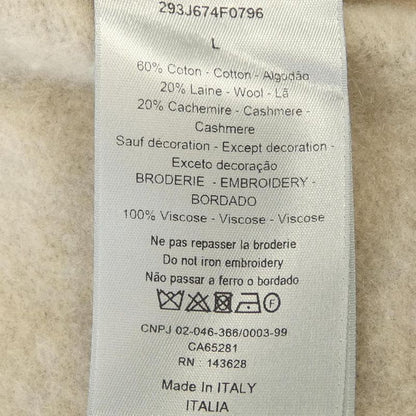 293J674F0796
L
60% Coton - Cotton - Algodão
20% Laine - Wool - Lã
20% Cachemire - Cashmere -
Cashmere
Sauf décoration - Except decoration -
Exceto decoração
BRODERIE - EMBROIDERY -
BORDADO
100% Viscose - Viscose - Viscose
Ne pas repasser la broderie
Do not iron embroidery
Não passar a ferro o bordado
F
CNPJ 02-046-366/0003-99
CA65281
RN : 143628
Made In ITALY
ITALIA